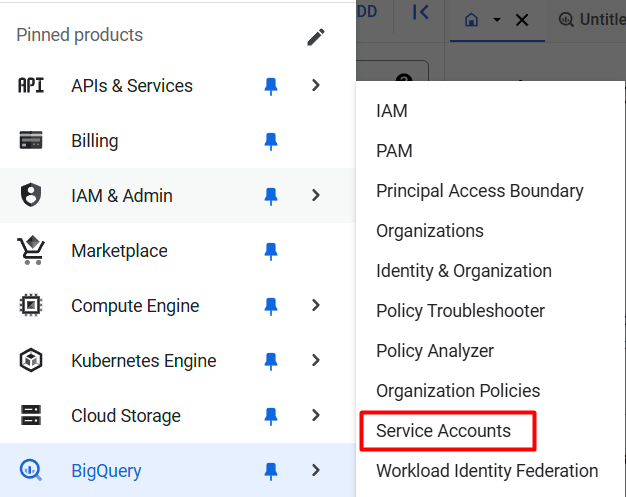 Pinned products
API APIs & Services
Billing
IAM & Admin
Marketplace
Compute Engine
Kubernetes Engine
Cloud Storage
BigQuery
DD
Untitle
IAM
PAM
Principal Access Boundary
Organizations
Identity & Organization
Policy Troubleshooter
Policy Analyzer
Organization Policies
Service Accounts
Workload Identity Federation